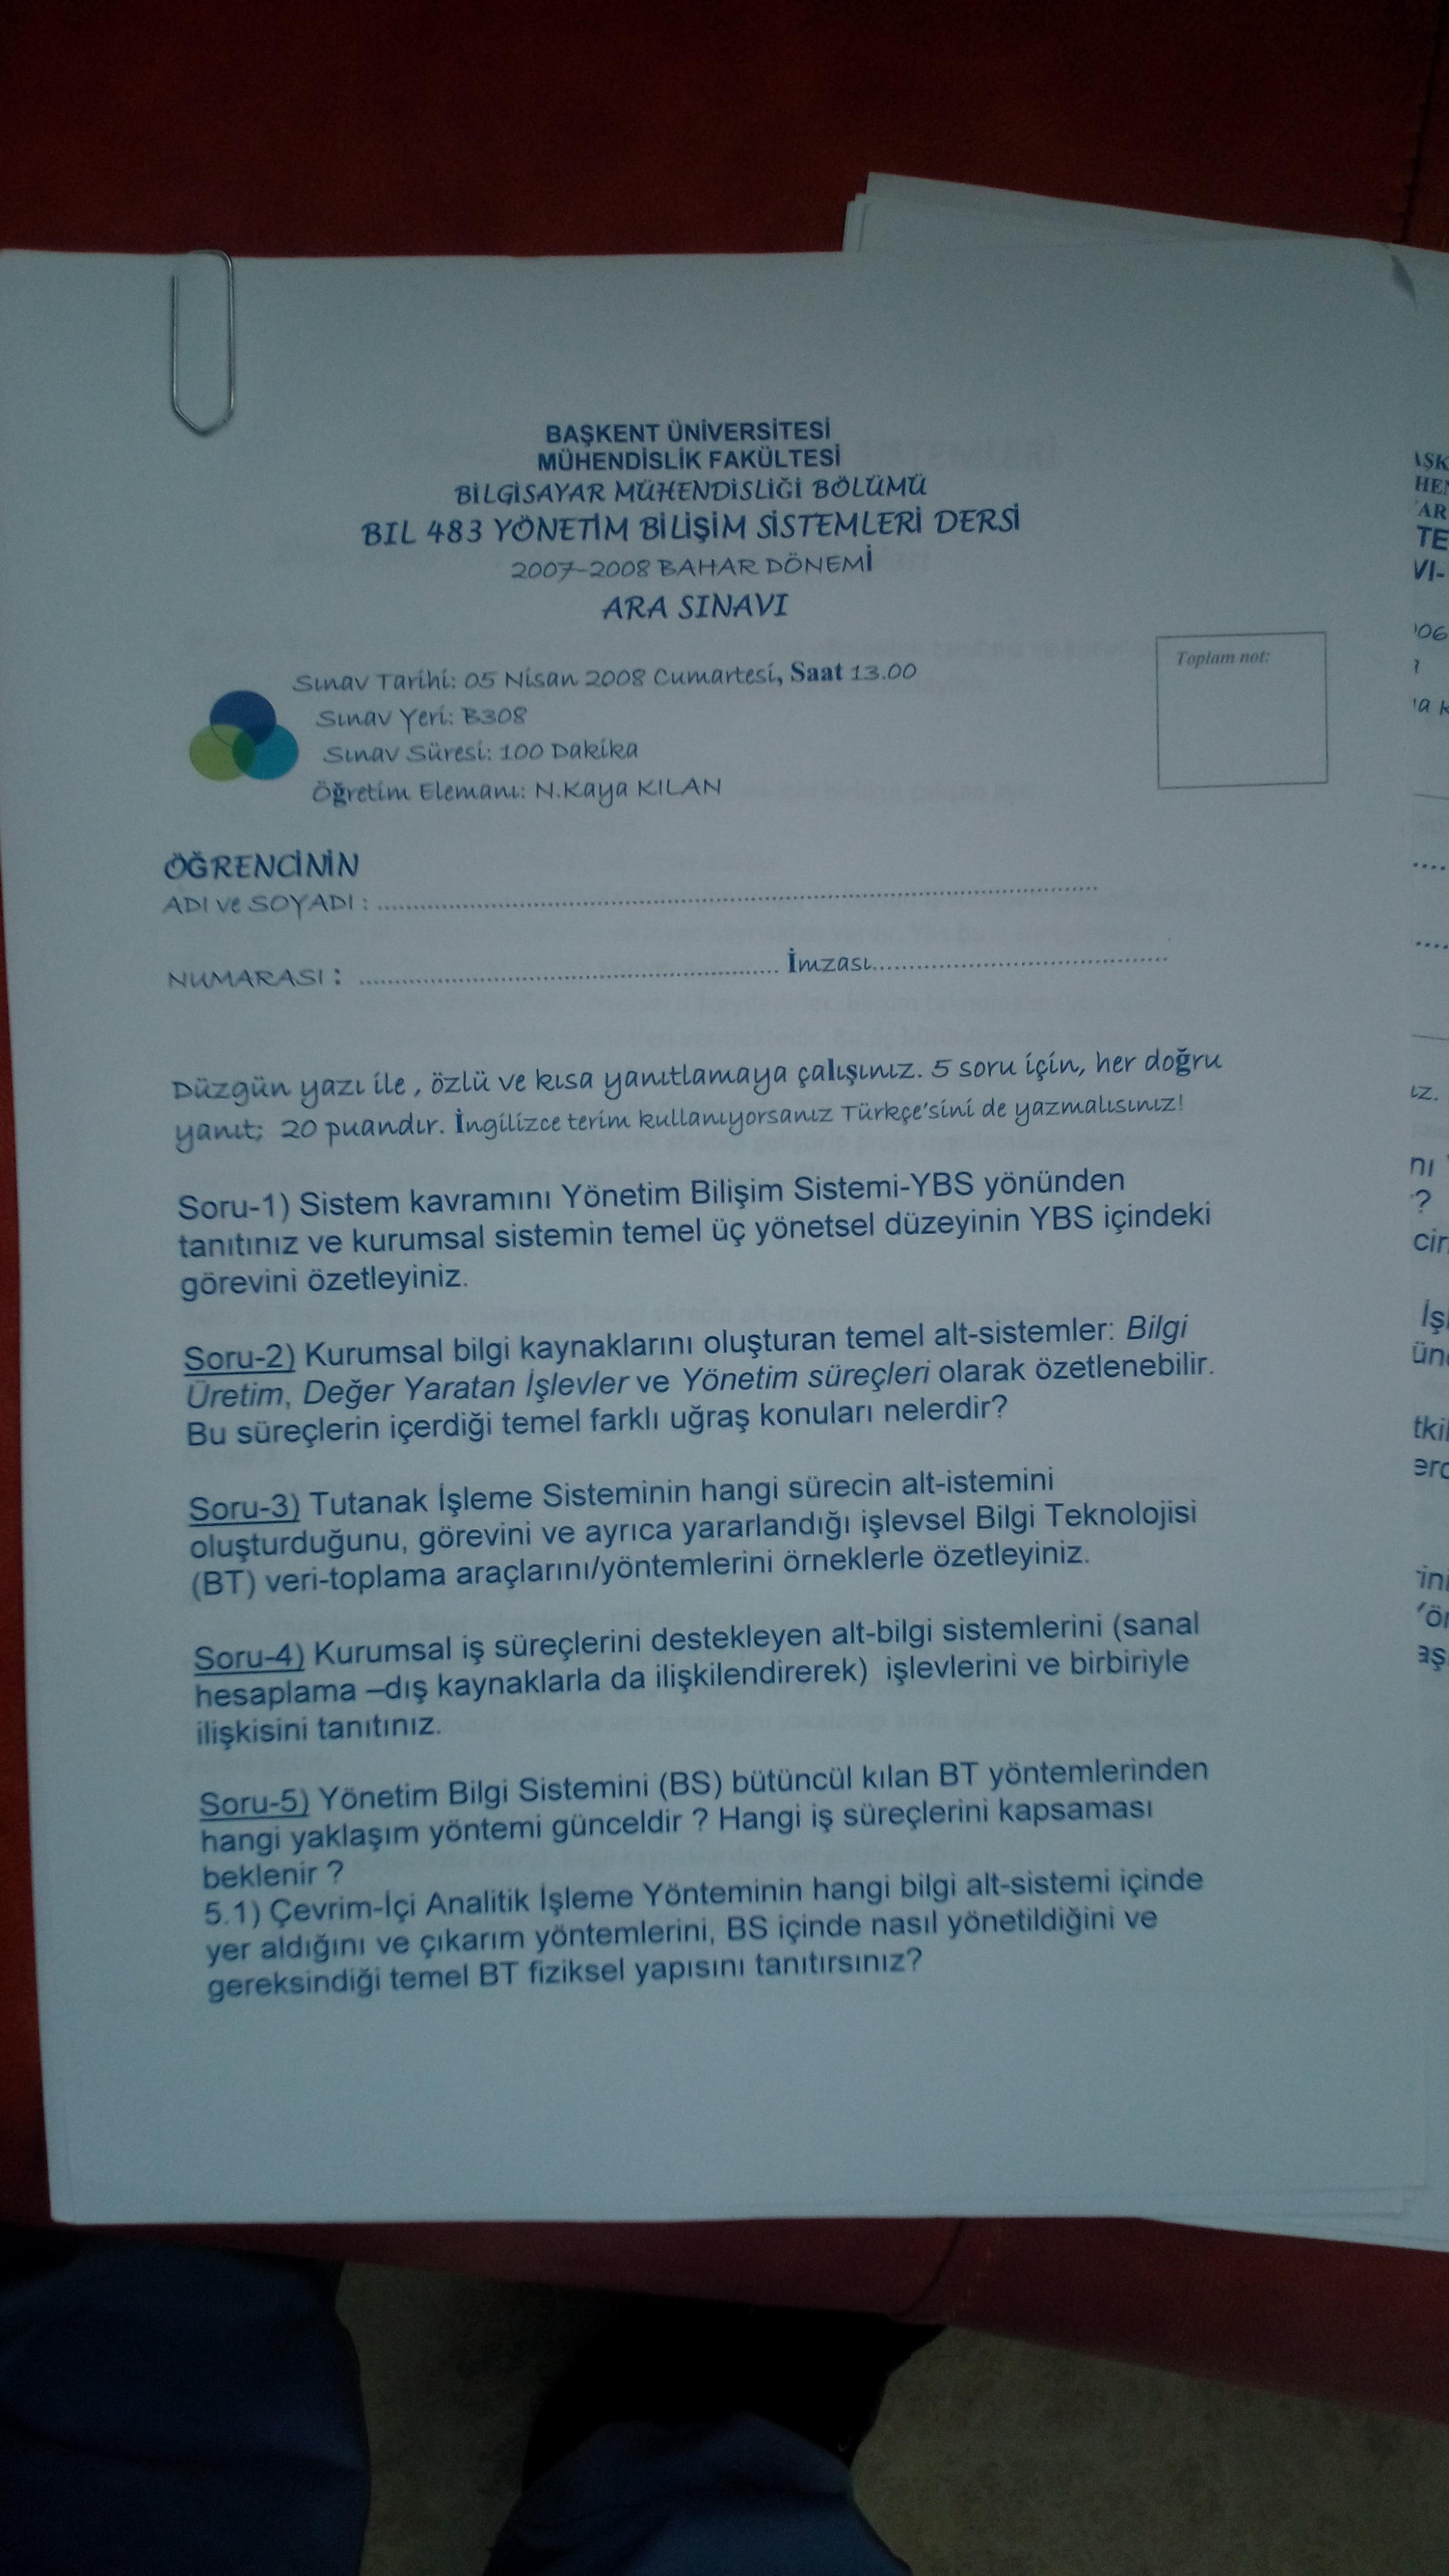 BAŞKENT ÜNİVERSİTESİ
MÜHENDİSLİK FAKÜLTESİ
BİLGİSAYAR MÜHENDİSLİĞİ BÖLÜMÜ
BIL 483 YÖNETİM BİLİŞİM SİSTEMLERİ DERSİ
2007-2008 BAHAR DÖNEMİ
ARA SINAVI
Toplam not:
Sınav Tarihi: 05 Nisan 2008 Cumartesi, Saat 13.00
Sınav Yeri: B308
Sınav Süresi: 100 Dakika
Öğretim Elemanı: N.Kaya KILAN
ÖĞRENCİNİN
ADI ve SOYADI : ....................................................................................................
NUMARASI : ............................................................ İmzası..........................................
Düzgün yazı ile , özlü ve kısa yanıtlamaya çalışınız. 5 soru için, her doğru
yanıt; 20 puandır. İngilizce terim kullanıyorsanız Türkçe'sini de yazmalısınız!
Soru-1) Sistem kavramını Yönetim Bilişim Sistemi-YBS yönünden
tanıtınız ve kurumsal sistemin temel üç yönetsel düzeyinin YBS içindeki
görevini özetleyiniz.
Soru-2) Kurumsal bilgi kaynaklarını oluşturan temel alt-sistemler: Bilgi
Üretim, Değer Yaratan İşlevler ve Yönetim süreçleri olarak özetlenebilir.
Bu süreçlerin içerdiği temel farklı uğraş konuları nelerdir?
Soru-3) Tutanak İşleme Sisteminin hangi sürecin alt-istemini
oluşturduğunu, görevini ve ayrıca yararlandığı işlevsel Bilgi Teknolojisi
(BT) veri-toplama araçlarını/yöntemlerini örneklerle özetleyiniz.
Soru-4) Kurumsal iş süreçlerini destekleyen alt-bilgi sistemlerini (sanal
hesaplama –dış kaynaklarla da ilişkilendirerek) işlevlerini ve birbiriyle
ilişkisini tanıtınız.
Soru-5) Yönetim Bilgi Sistemini (BS) bütüncül kılan BT yöntemlerinden
hangi yaklaşım yöntemi günceldir ? Hangi iş süreçlerini kapsaması
beklenir ?
5.1) Çevrim-İçi Analitik İşleme Yönteminin hangi bilgi alt-sistemi içinde
yer aldığını ve çıkarım yöntemlerini, BS içinde nasıl yönetildiğini ve
gereksindiği temel BT fiziksel yapısını tanıtırsınız?